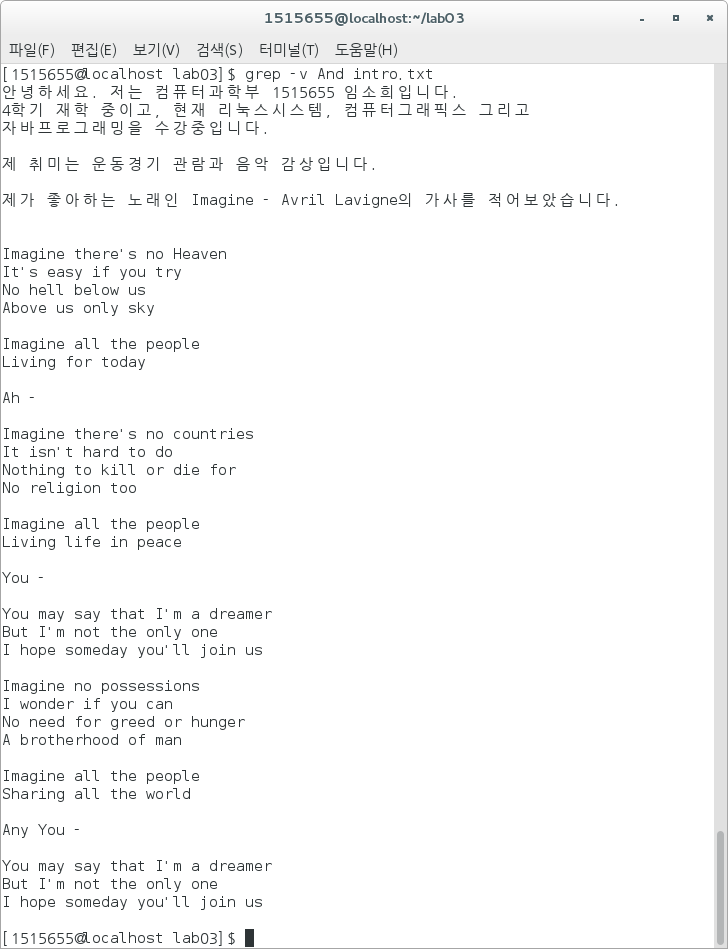 1515655@localhost:~/lab03
파일(F) 편집(E) 보기(V) 검색(S) 터미널(T) 도움말(H)
[1515655@localhost lab03]$ grep -v And intro.txt
안녕하세요. 저는 컴퓨터과학부 1515655 임소희입니다.
4학기 재학 중이고, 현재 리눅스시스템, 컴퓨터그래픽스 그리고
자바프로그래밍을 수강중입니다.
제 취미는 운동경기 관람과 음악 감상입니다.
제가 좋아하는 노래인 Imagine - Avril Lavigne의 가사를 적어보았습니다.
Imagine there's no Heaven
It's easy if you try
No hell below us
Above us only sky
Imagine all the people
Living for today
Ah -
Imagine there's no countries
It isn't hard to do
Nothing to kill or die for
No religion too
Imagine all the people
Living life in peace
You -
You may say that I'm a dreamer
But I'm not the only one
I hope someday you'll join us
Imagine no possessions
I wonder if you can
No need for greed or hunger
A brotherhood of man
Imagine all the people
Sharing all the world
Any You -
You may say that I'm a dreamer
But I'm not the only one
I hope someday you'll join us
[1515655@localhost lab03]$